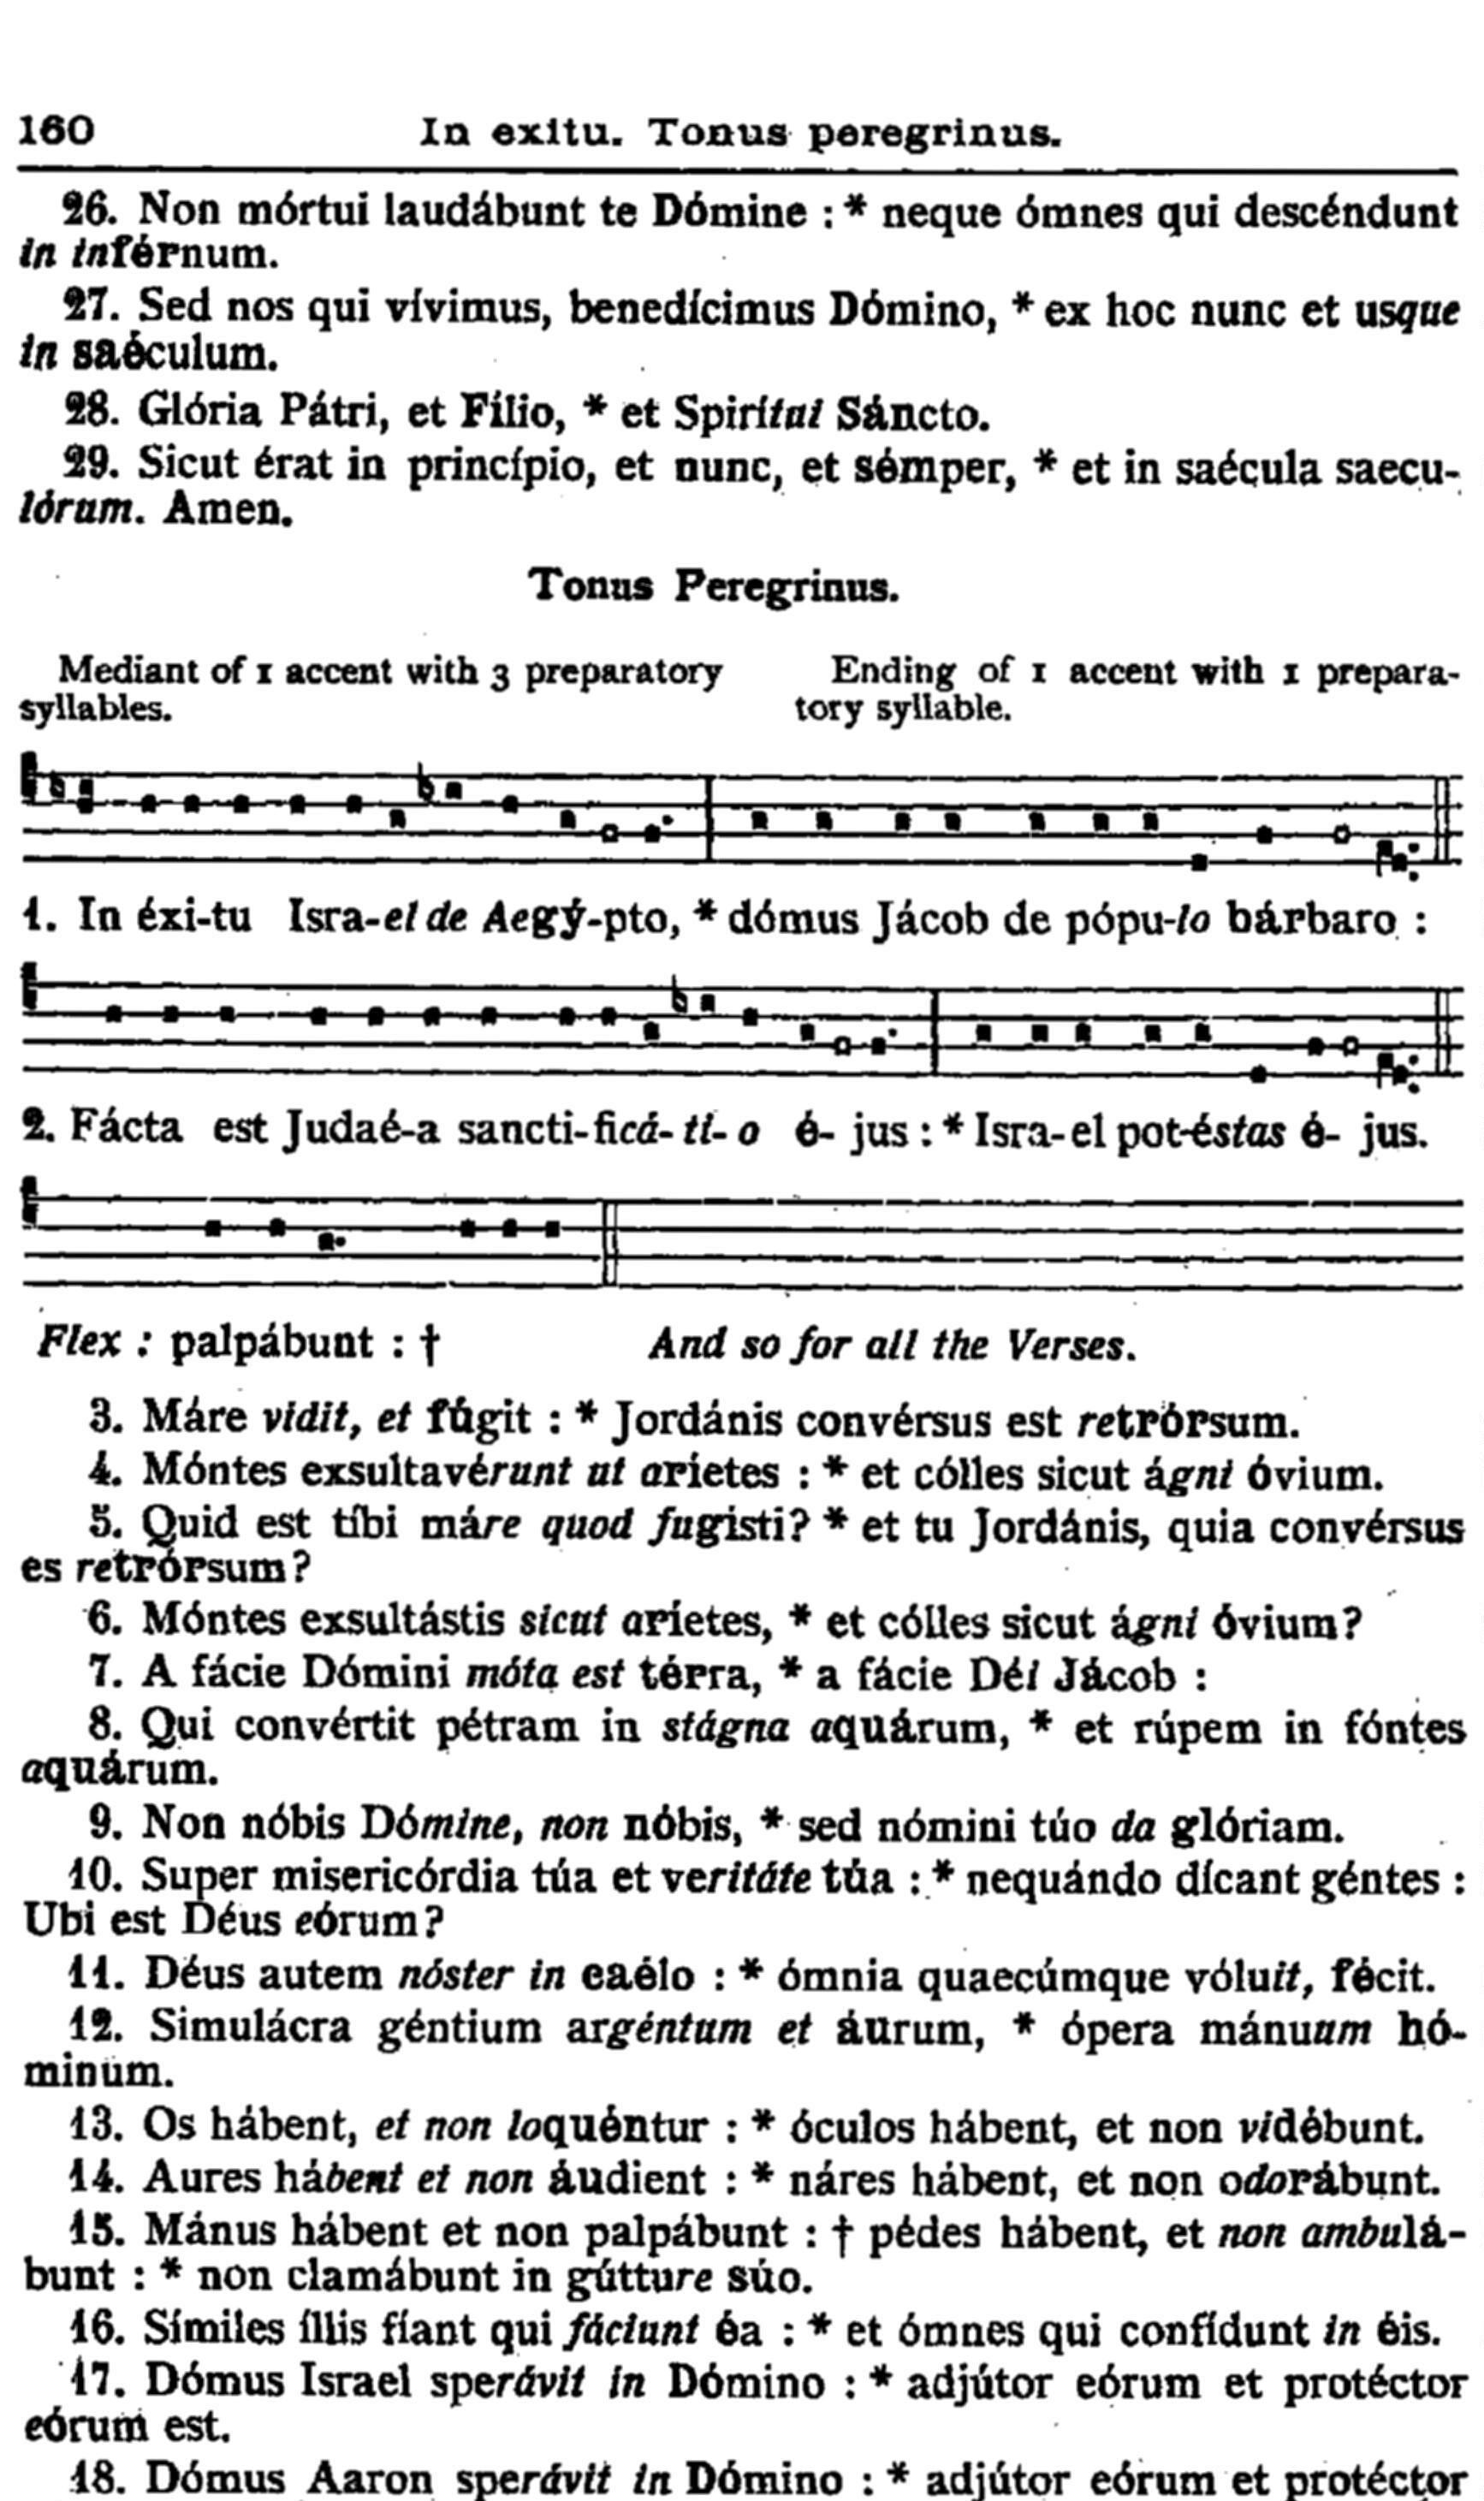 160 In exitu. Tonus peregrinus.
26. Non mórtui laudábunt te Dómine : * neque ómnes qui descéndunt
in inférnum.
27. Sed nos qui vívimus, benedícimus Dómino, * ex hoc nunc et usque
in saéculum.
28. Glória Pátri, et Fílio, * et Spirítui Sáncto.
29. Sicut érat in princípio, et nunc, et sémper, * et in saécula saecu-
lórum. Amen.
Tonus Peregrinus.
Mediant of 1 accent with 3 preparatory
syllables.
Ending of 1 accent with 1 prepara-
tory syllable.
1. In éxi-tu Isra-el de Aegý-pto, * dómus Jácob de pópu-lo bárbaro :
2. Fácta est Judaé-a sancti-ficá-ti-o é- jus : * Isra-el pot-éstas é- jus.
Flex : palpábunt : † And so for all the Verses.
3. Máre vidit, et fúgit : * Jordánis convérsus est retrórsum.
4. Móntes exsultavérunt ut aríetes : * et cólles sicut ágni óvium.
5. Quid est tíbi máre quod fugisti? * et tu Jordánis, quia convérsus
es retrórsum?
6. Móntes exsultástis sicut aríetes, * et cólles sicut ágni óvium?
7. A fácie Dómini móta est térra, * a fácie Déi Jácob :
8. Qui convértit pétram in stágna aquárum, * et rúpem in fóntes
aquárum.
9. Non nóbis Dómine, non nóbis, * sed nómini túo da glóriam.
10. Super misericórdia túa et veritáte túa : * nequándo dícant géntes :
Ubi est Déus eórum?
11. Déus autem nóster in caélo : * ómnia quaecúmque vóluit, fécit.
12. Simulácra géntium argéntum et áurum, * ópera mánuum hó-
minum.
13. Os hábent, et non loquéntur : * óculos hábent, et non vidébunt.
14. Aures hábent et non áudient : * náres hábent, et non odorábunt.
15. Mánus hábent et non palpábunt : † pédes hábent, et non ambulá-
bunt : * non clamábunt in gútture súo.
16. Símiles íllis fíant qui fáciunt éa : * et ómnes qui confídunt in éis.
17. Dómus Israel sperávit in Dómino : * adjútor eórum et protéctor
eórum est.
18. Dómus Aaron sperávit in Dómino : * adjútor eórum et protéctor